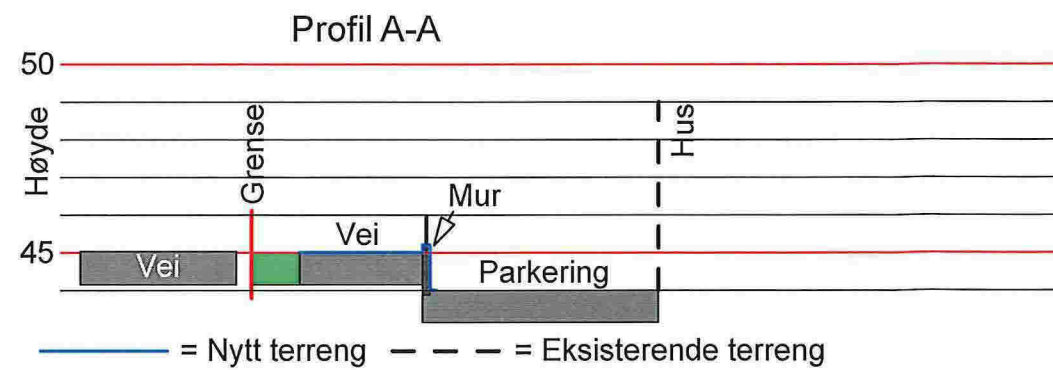 Profil A-A
50
Høyde
Grense
Hus
Mur
Vei
45
Vei
Parkering
= Nytt terreng
= Eksisterende terreng